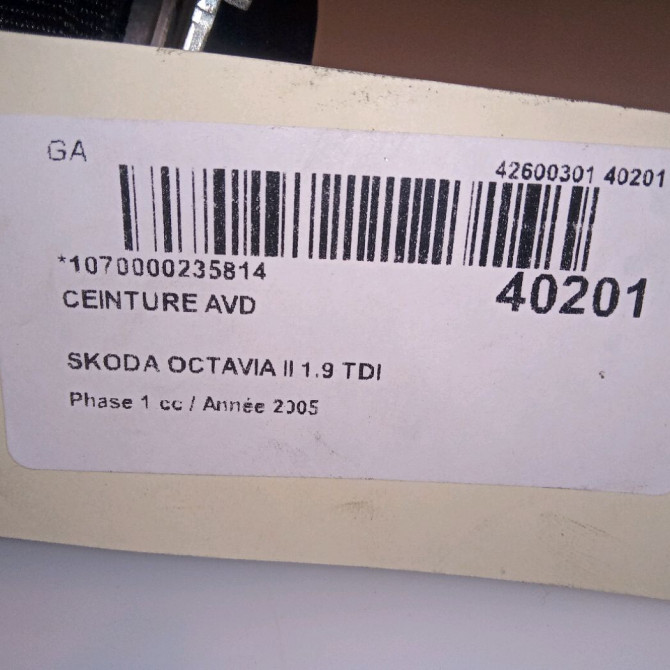 GA
42600301 40201
*1070000235814
40201
CEINTURE AVD
SKODA OCTAVIA II 1.9 TDI
Phase 1 cc / Année 2005